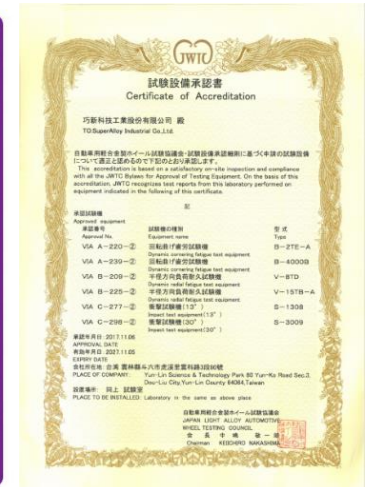 JWTC
試験設備承認書
Certificate of Accreditation
巧新科技工業股份有限公司 殿
TO:SuperAlloy Industrial Co.,Ltd.
自動車用軽合金製ホイール試験協議会・試験設備承認細則に基づく申請の試験設備
について適正と認めるので下記のとおり承認します。
This accreditation is based on a satisfactory on-site inspection and compliance
with all the JWTC Bylaws for Approval of Testing Equipment. On the basis of this
accreditation, JWTC recognizes test reports from this laboratory performed on
equipment indicated in the following of this certificate.
記
承認試験機
Approved equipment
承認番号 試験機の種別 型式
Approval No. Equipment name Type
VIA A-220-② 回転曲げ疲労試験機 B-2TE-A
Dynamic cornering fatigue test equipment
VIA A-239-② 回転曲げ疲労試験機 B-4000B
Dynamic cornering fatigue test equipment
VIA B-209-② 半径方向負荷耐久試験機 V-8TD
Dynamic radial fatigue test equipment
VIA B-225-② 半径方向負荷耐久試験機 V-15TB-A
Dynamic radial fatigue test equipment
VIA C-277-② 衝撃試験機(13°) S-1308
Impact test equipment(13°)
VIA C-298-② 衝撃試験機(30°) S-3009
Impact test equipment(30°)
承認年月日:2017.11.06
APPROVAL DATE
有効年月日:2027.11.05
EXPIRY DATE
会社所在地:台湾 雲林縣斗六市虎溪里雲科路3段80號
PLACE OF COMPANY: Yun-Lin Science & Technology Park 80 Yun-Ke Road Sec.3,
Dou-Liu City,Yun-Lin County 64064,Taiwan
設置場所: 同上 試験室
PLACE TO BE INSTALLED: Laboratory in the same as above place
自動車用軽合金製ホイール試験協議会
JAPAN LIGHT ALLOY AUTOMOTIVE
WHEEL TESTING COUNCIL
会長 中嶋 敬一郎
Chairman KEIICHIRO NAKASHIMA